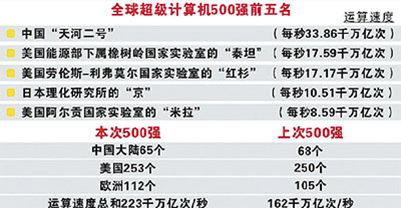 全球超级计算机500强前五名
运算速度
中国“天河二号” （每秒33.86千万亿次）
美国能源部下属橡树岭国家实验室的“泰坦” （每秒17.59千万亿次）
美国劳伦斯-利弗莫尔国家实验室的“红杉” （每秒17.17千万亿次）
日本理化研究所的“京” （每秒10.51千万亿次）
美国阿尔贡国家实验室的“米拉” （每秒8.59千万亿次）
本次500强 上次500强
中国大陆65个 68个
美国253个 250个
欧洲112个 105个
运算速度总和223千万亿次/秒 162千万亿次/秒